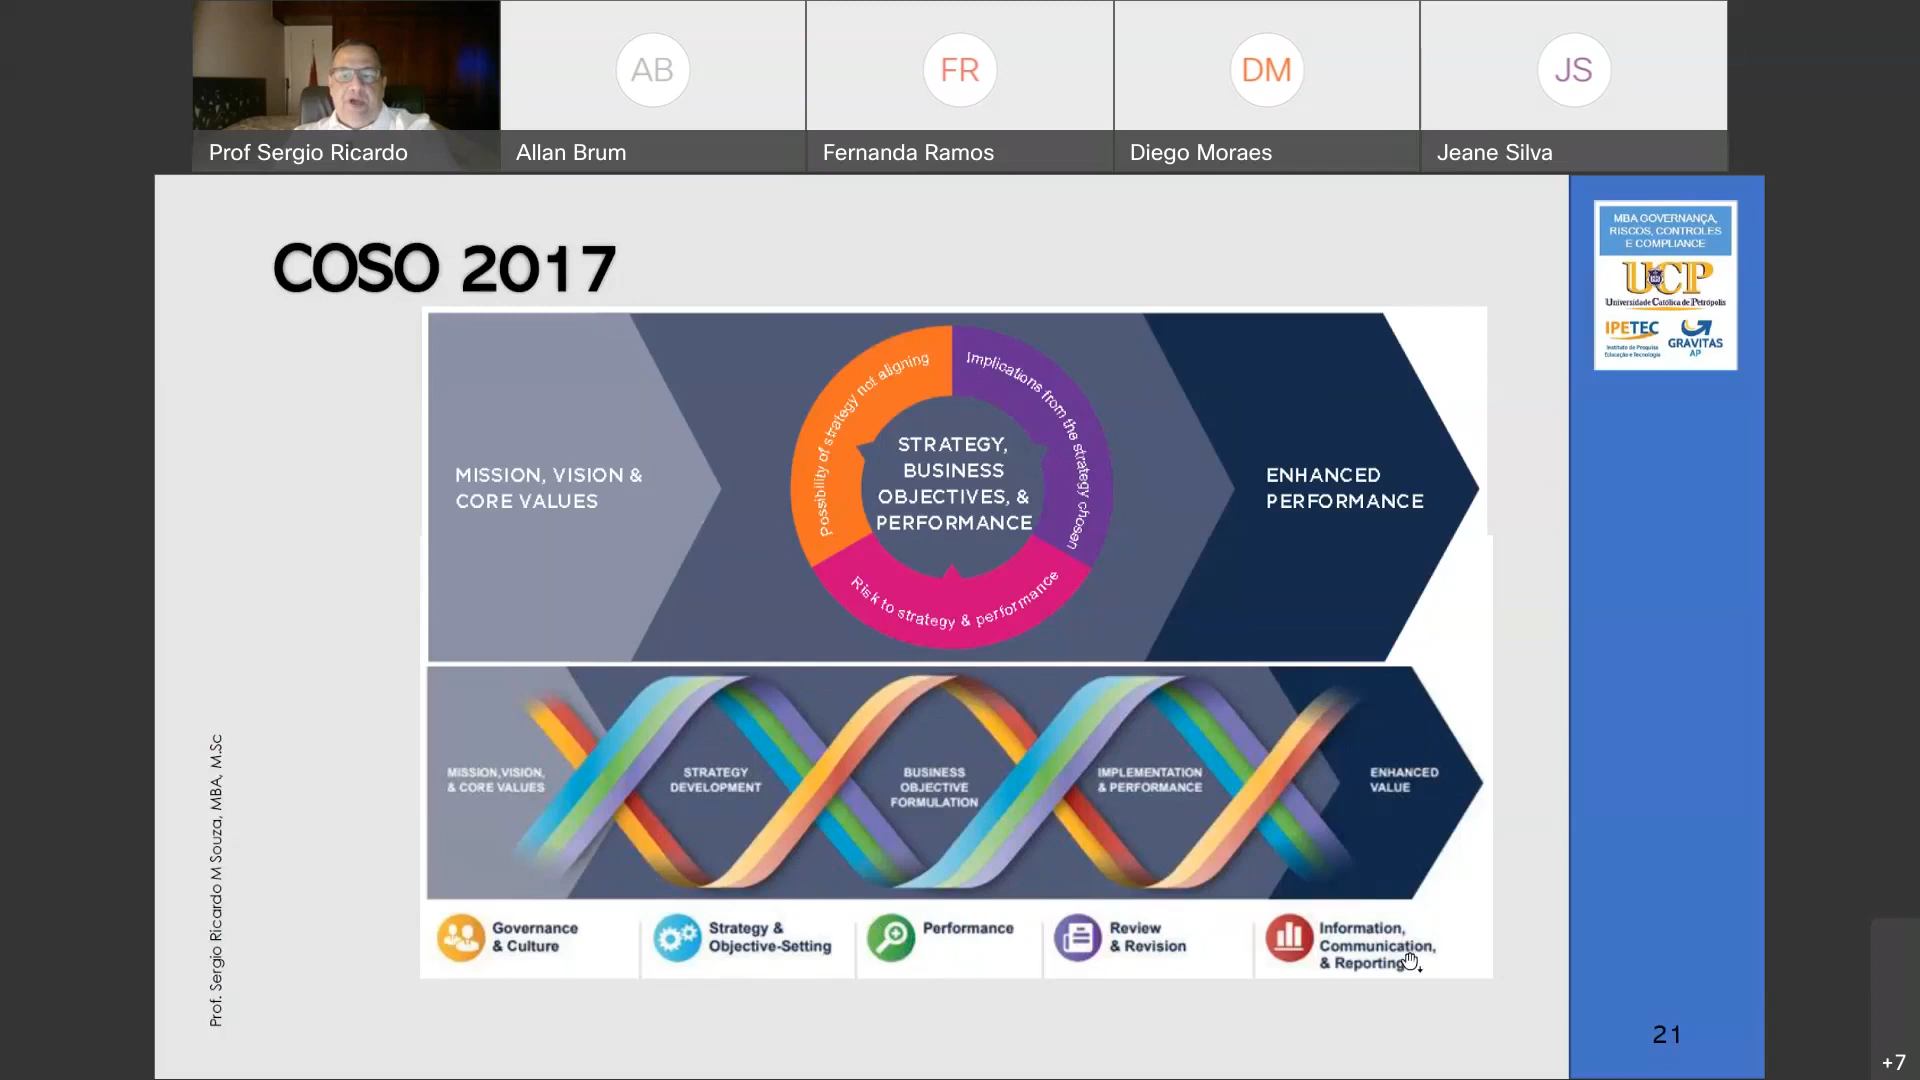 AB
FR
DM
JS
Prof Sergio Ricardo
Allan Brum
Fernanda Ramos
Diego Moraes
Jeane Silva
COSO 2017
MBA GOVERNANÇA,
RISCOS, CONTROLES
E COMPLIANCE
UCP
Universidade Católica de Petrópolis
IPETEC
Instituto de Pesquisa
Educação e Tecnologia
GRAVITAS
AP
MISSION, VISION &
CORE VALUES
Possibility of strategy not aligning
Implications from the strategy chosen
Risk to strategy & performance
STRATEGY,
BUSINESS
OBJECTIVES, &
PERFORMANCE
ENHANCED
PERFORMANCE
MISSION, VISION,
& CORE VALUES
STRATEGY
DEVELOPMENT
BUSINESS
OBJECTIVE
FORMULATION
IMPLEMENTATION
& PERFORMANCE
ENHANCED
VALUE
Governance
& Culture
Strategy &
Objective-Setting
Performance
Review
& Revision
Information,
Communication,
& Reporting
Prof. Sergio Ricardo M Souza, MBA, M.Sc
21
+7